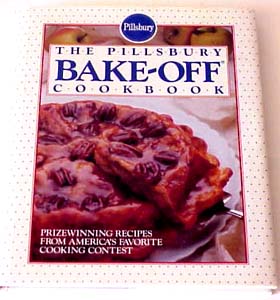 Pillsbury
THE PILLSBURY
BAKE-OFF
COOKBOOK
PRIZEWINNING RECIPES
FROM AMERICA'S FAVORITE
COOKING CONTEST